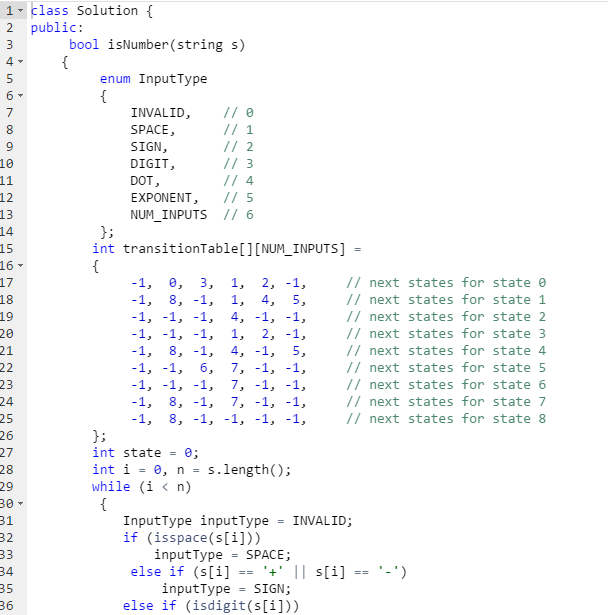 1 class Solution {
2 public:
3 bool isNumber(string s)
4 {
5 enum InputType
6 {
7 INVALID, // 0
8 SPACE, // 1
9 SIGN, // 2
10 DIGIT, // 3
11 DOT, // 4
12 EXPONENT, // 5
13 NUM_INPUTS // 6
14 };
15 int transitionTable[][NUM_INPUTS] =
16 {
17 -1, 0, 3, 1, 2, -1, // next states for state 0
18 -1, 8, -1, 1, 4, 5, // next states for state 1
19 -1, -1, -1, 4, -1, -1, // next states for state 2
20 -1, -1, -1, 1, 2, -1, // next states for state 3
21 -1, 8, -1, 4, -1, 5, // next states for state 4
22 -1, -1, 6, 7, -1, -1, // next states for state 5
23 -1, -1, -1, 7, -1, -1, // next states for state 6
24 -1, 8, -1, 7, -1, -1, // next states for state 7
25 -1, 8, -1, -1, -1, -1, // next states for state 8
26 };
27 int state = 0;
28 int i = 0, n = s.length();
29 while (i < n)
30 {
31 InputType inputType = INVALID;
32 if (isspace(s[i]))
33 inputType = SPACE;
34 else if (s[i] == '+' || s[i] == '-')
35 inputType = SIGN;
36 else if (isdigit(s[i]))